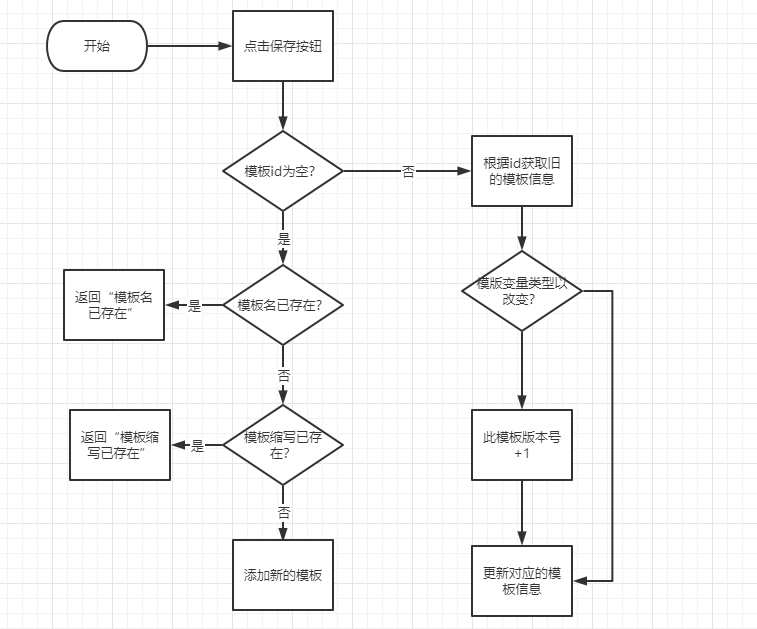 开始
点击保存按钮
模板id为空?
否
根据id获取旧
的模板信息
是
模版变量类型以
改变?
返回“模板名
已存在”
是
模板名已存在?
否
返回“模板缩
写已存在”
是
模板缩写已存
在?
此模板版本号
+1
否
添加新的模板
更新对应的模
板信息